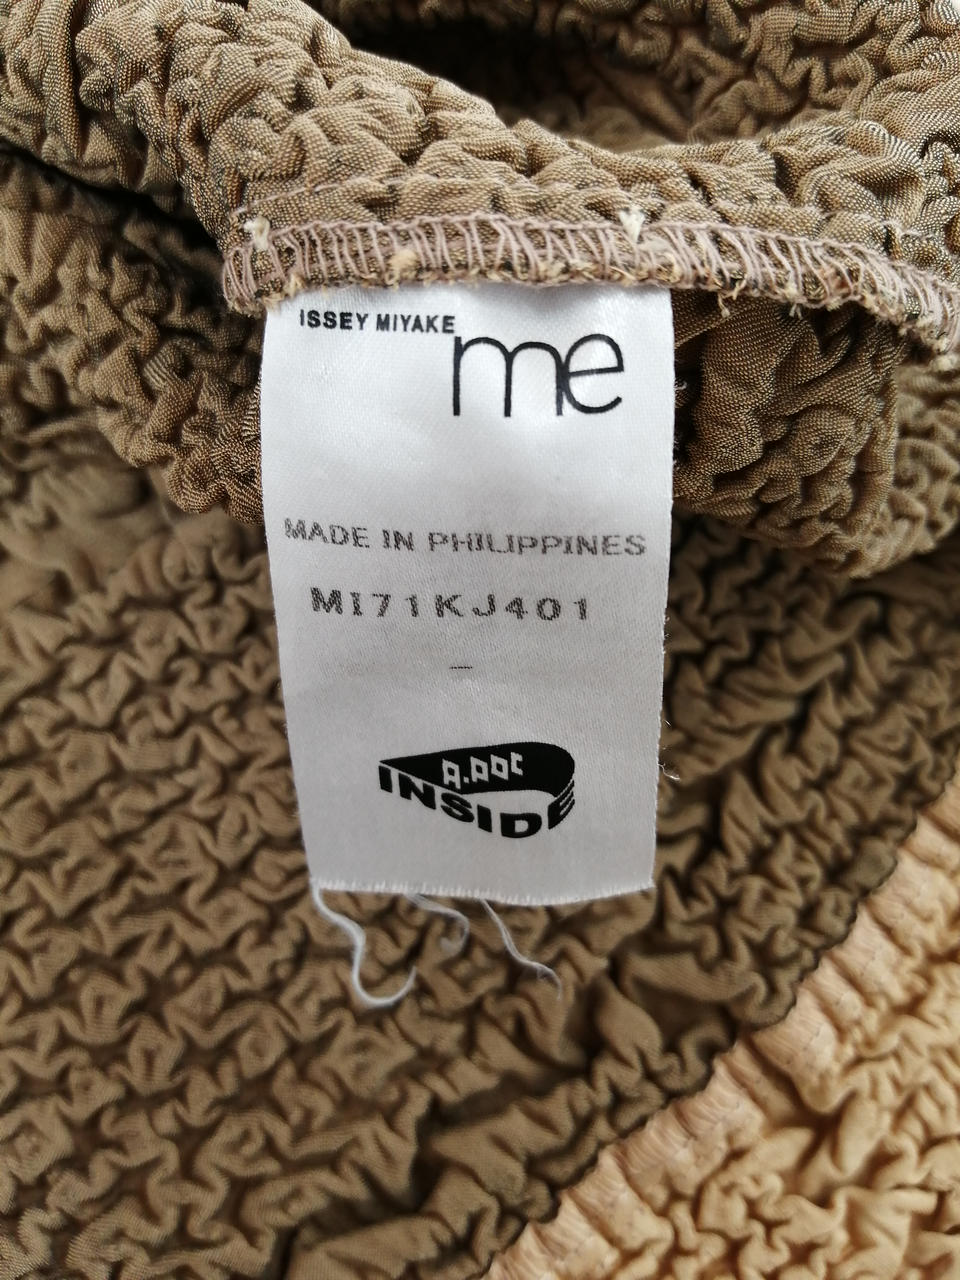 ISSEY MIYAKE
me
MADE IN PHILIPPINES
MI71KJ401
–
A.POC
INSIDE